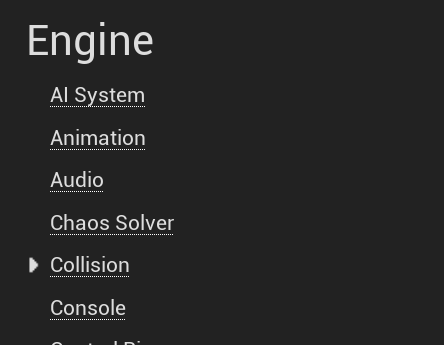 Engine
AI System
Animation
Audio
Chaos Solver
Collision
Console